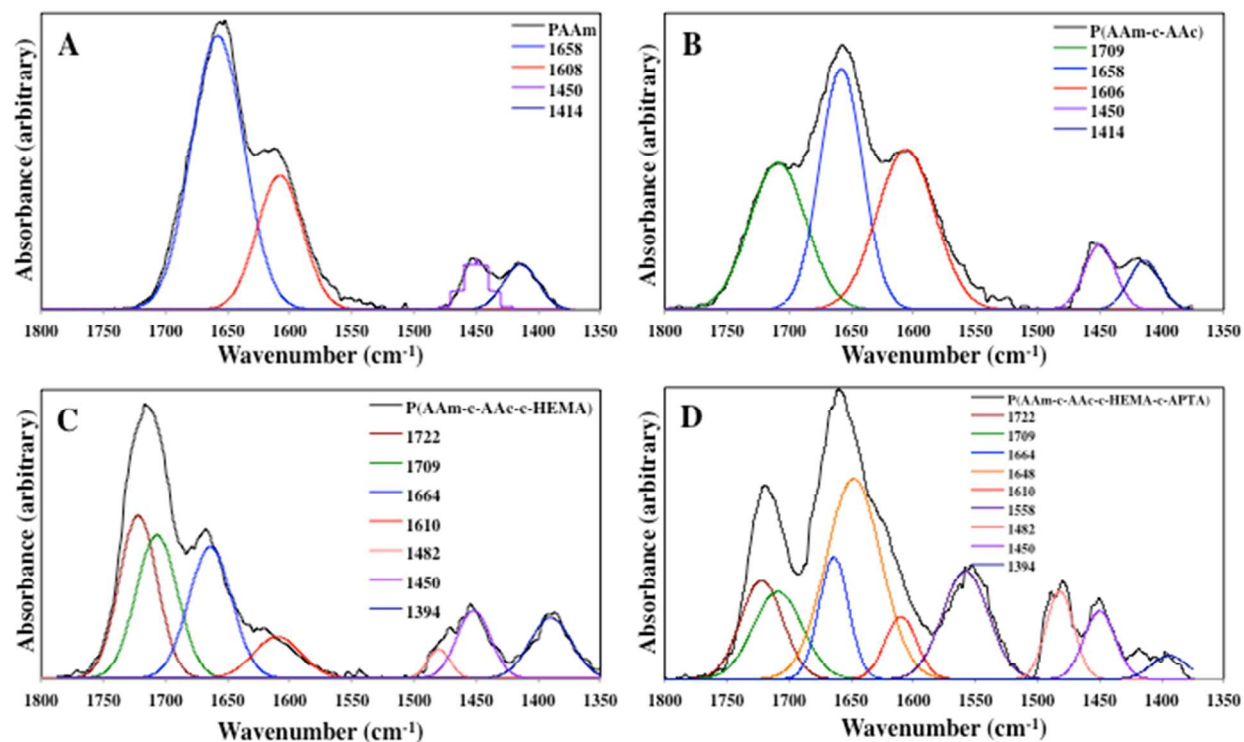 A
PAAm
1658
1608
1450
1414
Absorbance (arbitrary)
1800 1750 1700 1650 1600 1550 1500 1450 1400 1350
Wavenumber (cm⁻¹)
B
P(AAm-c-AAc)
1709
1658
1606
1450
1414
Absorbance (arbitrary)
1800 1750 1700 1650 1600 1550 1500 1450 1400 1350
Wavenumber (cm⁻¹)
C
P(AAm-c-AAc-c-HEMA)
1722
1709
1664
1610
1482
1450
1394
Absorbance (arbitrary)
1800 1750 1700 1650 1600 1550 1500 1450 1400 1350
Wavenumber (cm⁻¹)
D
P(AAm-c-AAc-c-HEMA-c-APTA)
1722
1709
1664
1648
1610
1558
1482
1450
1394
Absorbance (arbitrary)
1800 1750 1700 1650 1600 1550 1500 1450 1400 1350
Wavenumber (cm⁻¹)